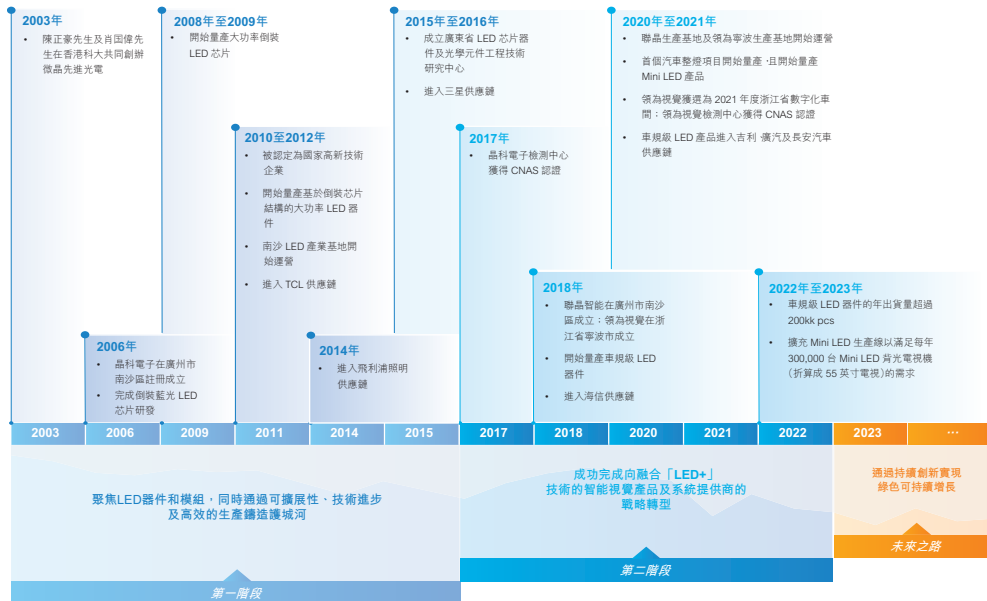 2003年
• 陳正豪先生及肖国偉先
生在香港科大共同創辦
微晶先進光電
2006年
• 晶科電子在廣州市
南沙區註冊成立
• 完成倒裝藍光 LED
芯片研發
2008年至2009年
• 開始量產大功率倒裝
LED 芯片
2010至2012年
• 被認定為國家高新技術
企業
• 開始量產基於倒裝芯片
結構的大功率 LED 器
件
• 南沙 LED 產業基地開
始運營
• 進入 TCL 供應鏈
2014年
• 進入飛利浦照明
供應鏈
2015年至2016年
• 成立廣東省 LED 芯片器
件及光學元件工程技術
研究中心
• 進入三星供應鏈
2017年
• 晶科電子檢測中心
獲得 CNAS 認證
2018年
• 聯晶智能在廣州市南沙
區成立；領為視覺在浙
江省寧波市成立
• 開始量產車規級 LED
器件
• 進入海信供應鏈
2020年至2021年
• 聯晶生產基地及領為寧波生產基地開始運營
• 首個汽車整燈項目開始量產，且開始量產
Mini LED 產品
• 領為視覺獲選為 2021 年度浙江省數字化車
間；領為視覺檢測中心獲得 CNAS 認證
• 車規級 LED 產品進入吉利、廣汽及長安汽車
供應鏈
2022年至2023年
• 車規級 LED 器件的年出貨量超過
200kk pcs
• 擴充 Mini LED 生產線以滿足每年
300,000 台 Mini LED 背光電視機
（折算成 55 英寸電視）的需求
2003 2006 2009 2011 2014 2015 2017 2018 2020 2021 2022 2023 …
聚焦LED器件和模組，同時通過可擴展性、技術進步
及高效的生產鑄造護城河
第一階段
成功完成向融合「LED+」
技術的智能視覺產品及系統提供商的
戰略轉型
第二階段
通過持續創新實現
綠色可持續增長
未來之路